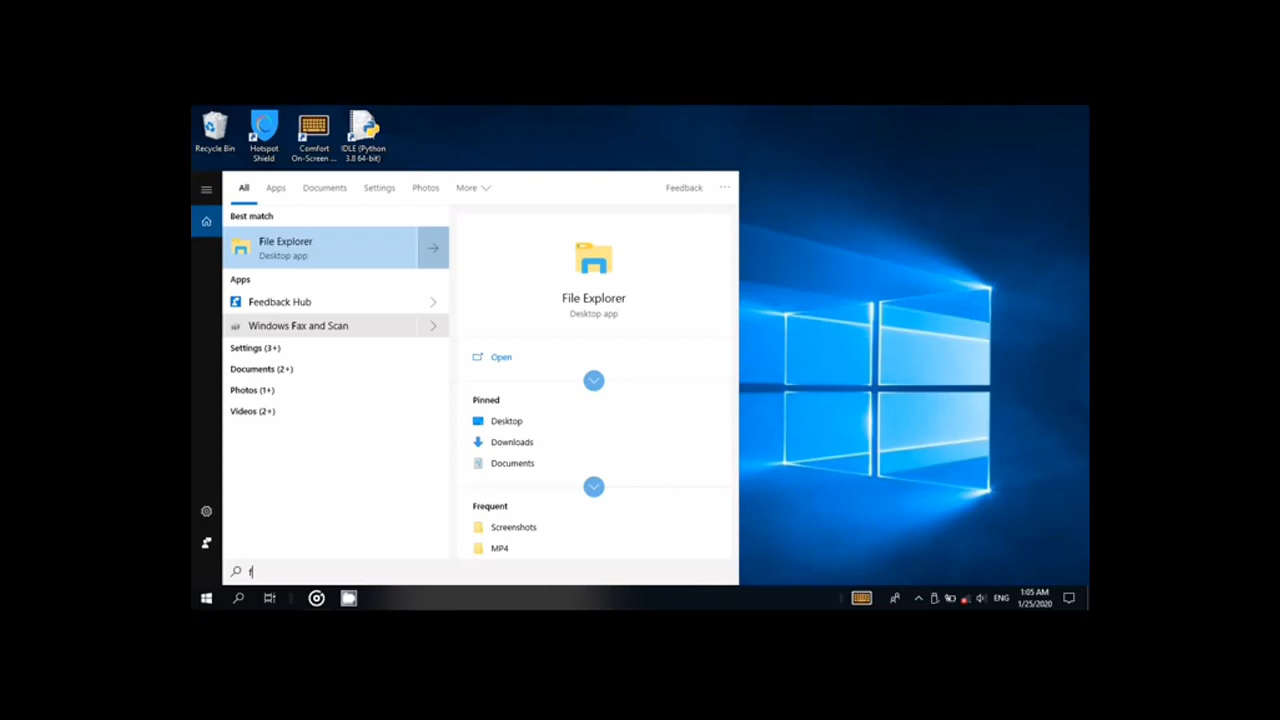 Recycle Bin
Hotspot
Shield
Comfort
On-Screen ...
IDLE (Python
3.8 64-bit)
All
Apps
Documents
Settings
Photos
More
Feedback
...
Best match
File Explorer
Desktop app
Apps
Feedback Hub
Windows Fax and Scan
Settings (3+)
Documents (2+)
Photos (1+)
Videos (2+)
File Explorer
Desktop app
Open
Pinned
Desktop
Downloads
Documents
Frequent
Screenshots
MP4
f
ENG
1:05 AM
1/25/2020